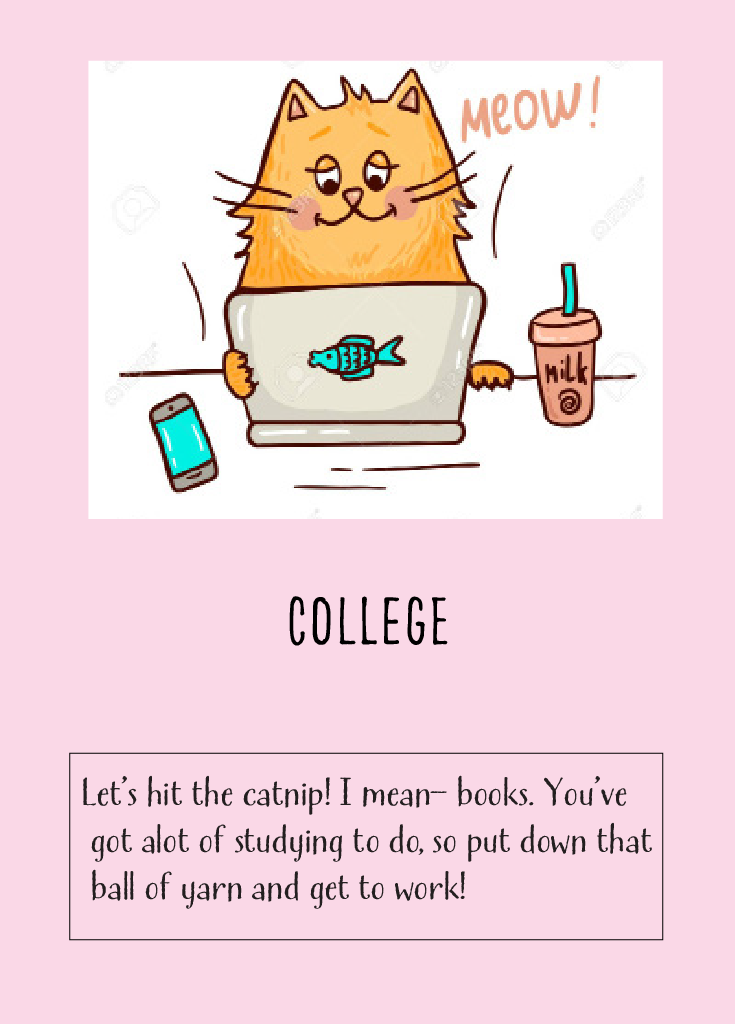 MEOW!
MilK
COLLEGE
Let's hit the catnip! I mean— books. You've
got alot of studying to do, so put down that
ball of yarn and get to work!